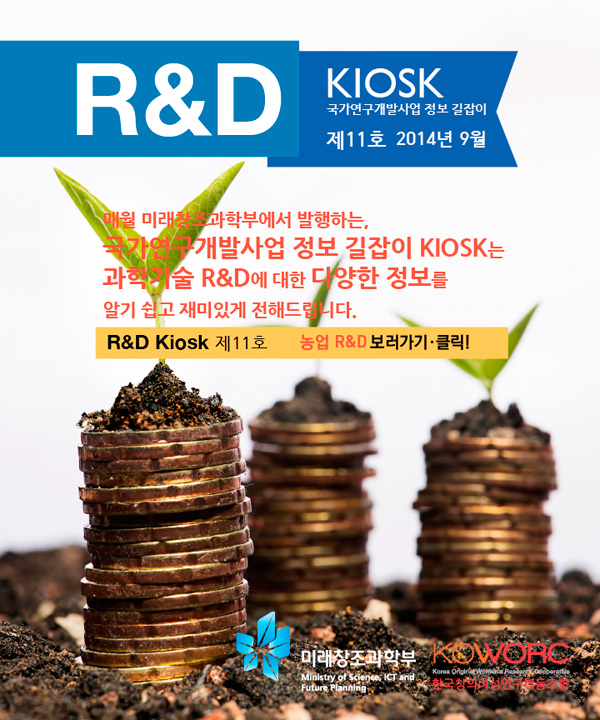 R&D
KIOSK
국가연구개발사업 정보 길잡이
제11호 2014년 9월
매월 미래창조과학부에서 발행하는,
국가연구개발사업 정보 길잡이 KIOSK는
과학기술 R&D에 대한 다양한 정보를
알기 쉽고 재미있게 전해드립니다.
R&D Kiosk 제11호 농업 R&D 보러가기·클릭!
미래창조과학부
Ministry of Science, ICT and
Future Planning
KOWORC
Korea Original Women's Research Cooperative
한국창의여성연구협동조합